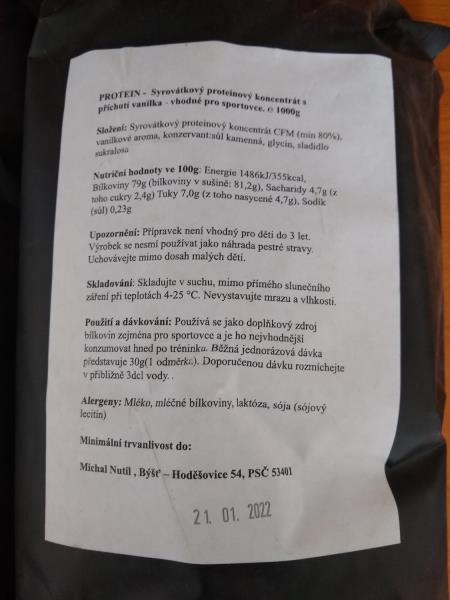 PROTEIN - Syrovátkový proteinový koncentrát s
příchutí vanilka - vhodné pro sportovce. ℮ 1000g
Složení: Syrovátkový proteinový koncentrát CFM (min 80%),
vanilkové aroma, konzervant:sůl kamenná, glycin, sladidlo
sukralosa
Nutriční hodnoty ve 100g: Energie 1486kJ/355kcal,
Bílkoviny 79g (bílkoviny v sušině: 81,2g), Sacharidy 4,7g (z
toho cukry 2,4g) Tuky 7,0g (z toho nasycené 4,7g), Sodík
(sůl) 0,23g
Upozornění: Přípravek není vhodný pro děti do 3 let.
Výrobek se nesmí používat jako náhrada pestré stravy.
Uchovávejte mimo dosah malých dětí.
Skladování: Skladujte v suchu, mimo přímého slunečního
záření při teplotách 4-25 °C. Nevystavujte mrazu a vlhkosti.
Použití a dávkování: Používá se jako doplňkový zdroj
bílkovin zejména pro sportovce a je ho nejvhodnější
konzumovat hned po tréninku. Běžná jednorázová dávka
představuje 30g(1 odměrka). Doporučenou dávku rozmíchejte
v přibližně 3dcl vody. .
Alergeny: Mléko, mléčné bílkoviny, laktóza, sója (sójový
lecitin)
Minimální trvanlivost do:
Michal Nutil , Býšť – Hoděšovice 54, PSČ 53401
21. 01. 2022